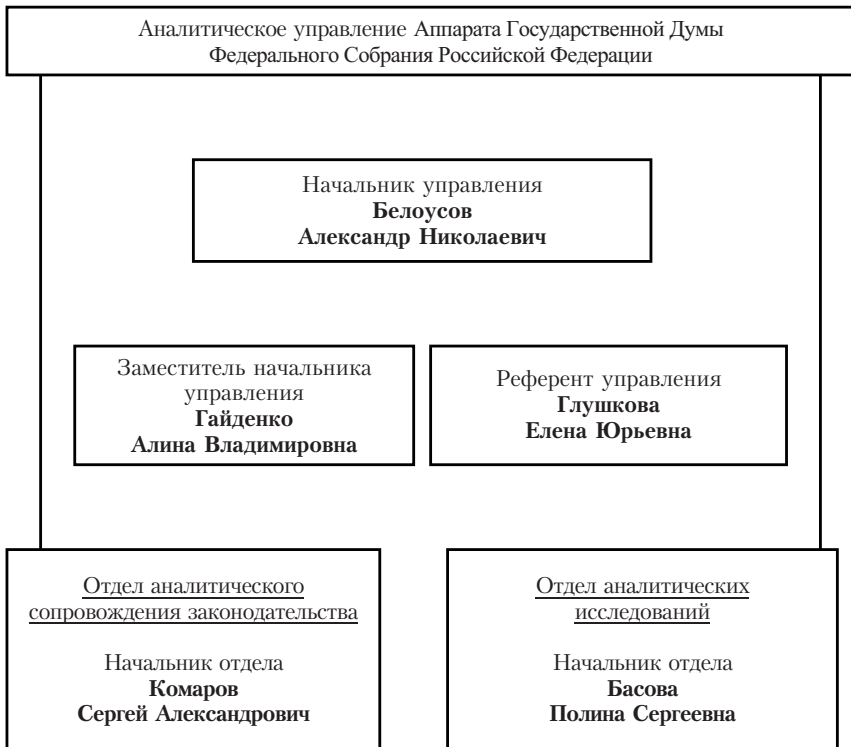 Аналитическое управление Аппарата Государственной Думы
Федерального Собрания Российской Федерации
Начальник управления
Белоусов
Александр Николаевич
Заместитель начальника
управления
Гайденко
Алина Владимировна
Референт управления
Глушкова
Елена Юрьевна
Отдел аналитического
сопровождения законодательства
Начальник отдела
Комаров
Сергей Александрович
Отдел аналитических
исследований
Начальник отдела
Басова
Полина Сергеевна